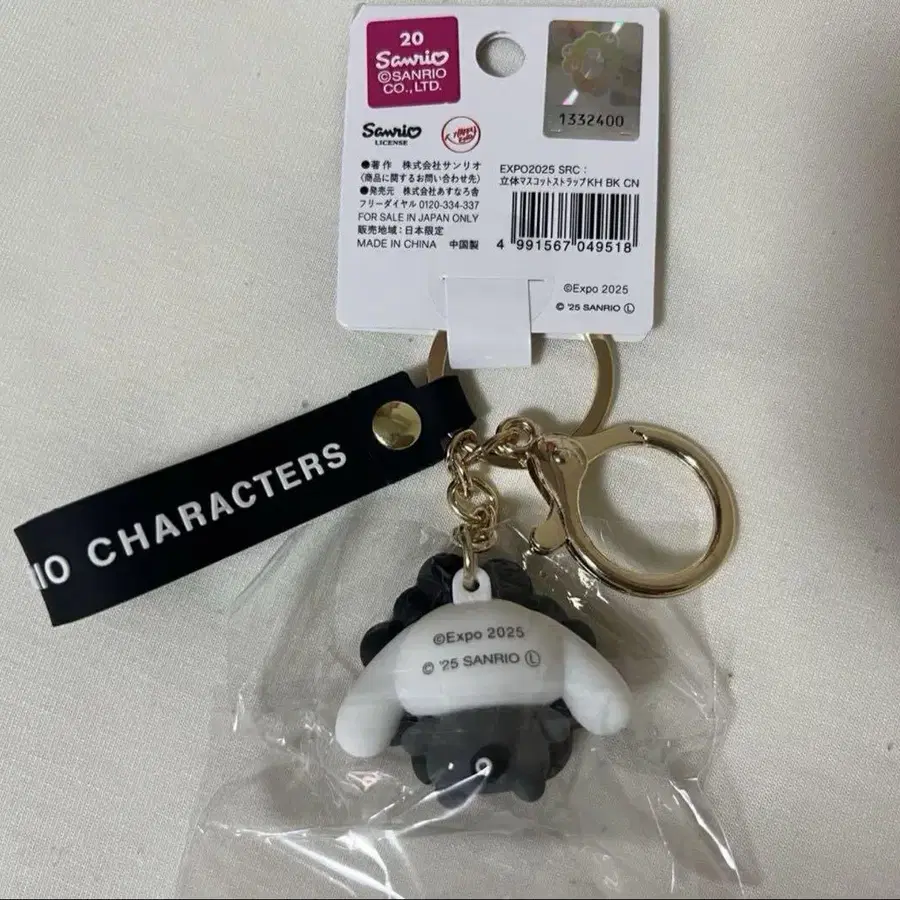 20
Sanrio
©SANRIO
CO.,LTD.
1332400
Sanrio
LICENSE
●著作 株式会社サンリオ
(商品に関するお問い合わせ先)
●発売元 株式会社あすなろ舎
フリーダイヤル 0120-334-337
FOR SALE IN JAPAN ONLY
販売地域:日本限定
MADE IN CHINA 中国製
EXPO2025 SRC:
立体マスコットストラップKH BK CN
4 991567 049518
©Expo 2025
© '25 SANRIO Ⓛ
IO CHARACTERS
©Expo 2025
© '25 SANRIO Ⓛ